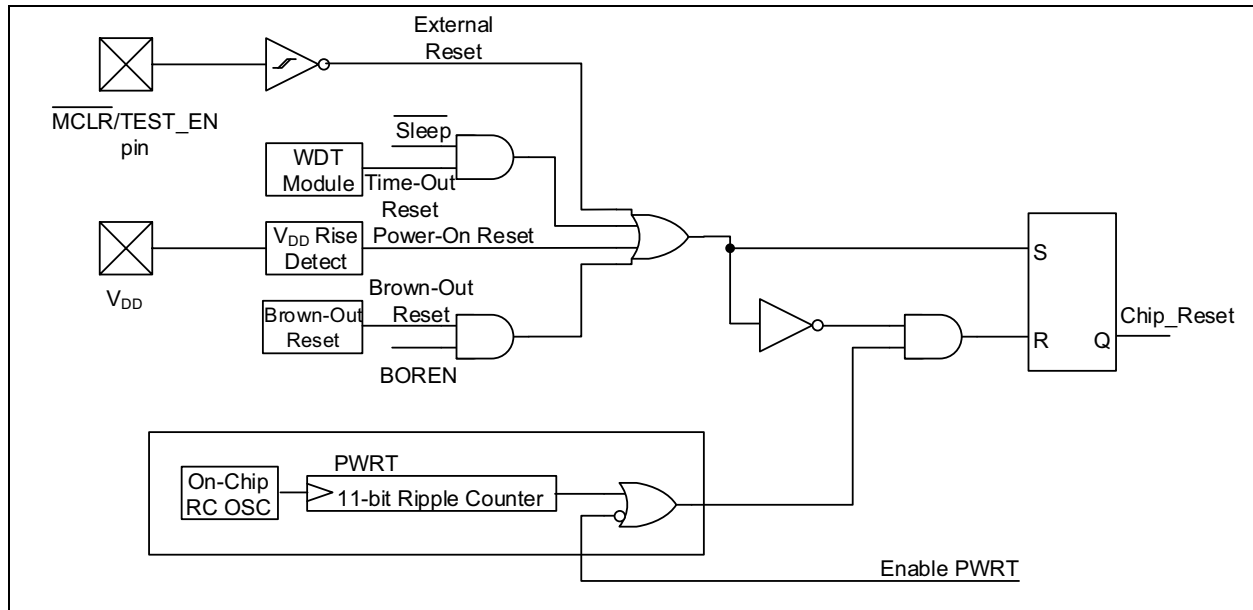 External
Reset
MCLR/TEST_EN
pin
Sleep
WDT
Module
Time-Out
Reset
VDD Rise
Detect
Power-On Reset
VDD
Brown-Out
Reset
Brown-Out
Reset
BOREN
S
R
Q
Chip_Reset
PWRT
On-Chip
RC OSC
11-bit Ripple Counter
Enable PWRT